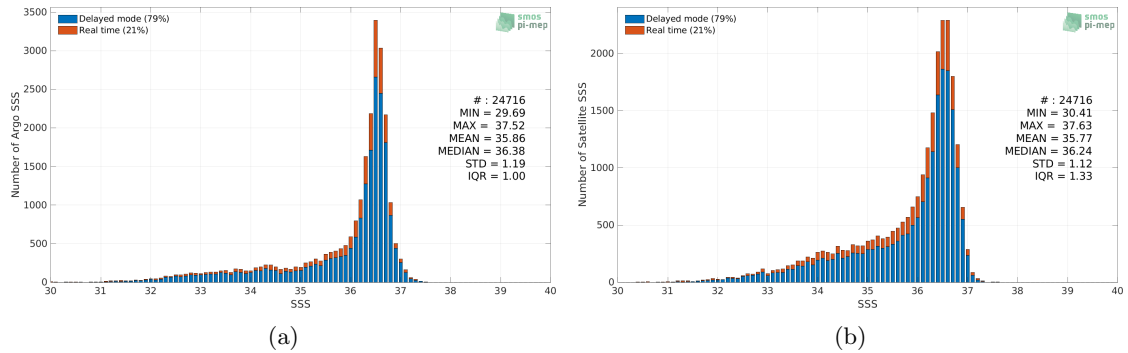 Delayed mode (79%)
Real time (21%)
smos
pi-mep
3500
3000
2500
2000
1500
1000
500
0
Number of Argo SSS
# : 24716
MIN = 29.69
MAX = 37.52
MEAN = 35.86
MEDIAN = 36.38
STD = 1.19
IQR = 1.00
30 31 32 33 34 35 36 37 38 39 40
SSS
(a)
Delayed mode (79%)
Real time (21%)
smos
pi-mep
2000
1500
1000
500
0
Number of Satellite SSS
# : 24716
MIN = 30.41
MAX = 37.63
MEAN = 35.77
MEDIAN = 36.24
STD = 1.12
IQR = 1.33
30 31 32 33 34 35 36 37 38 39 40
SSS
(b)